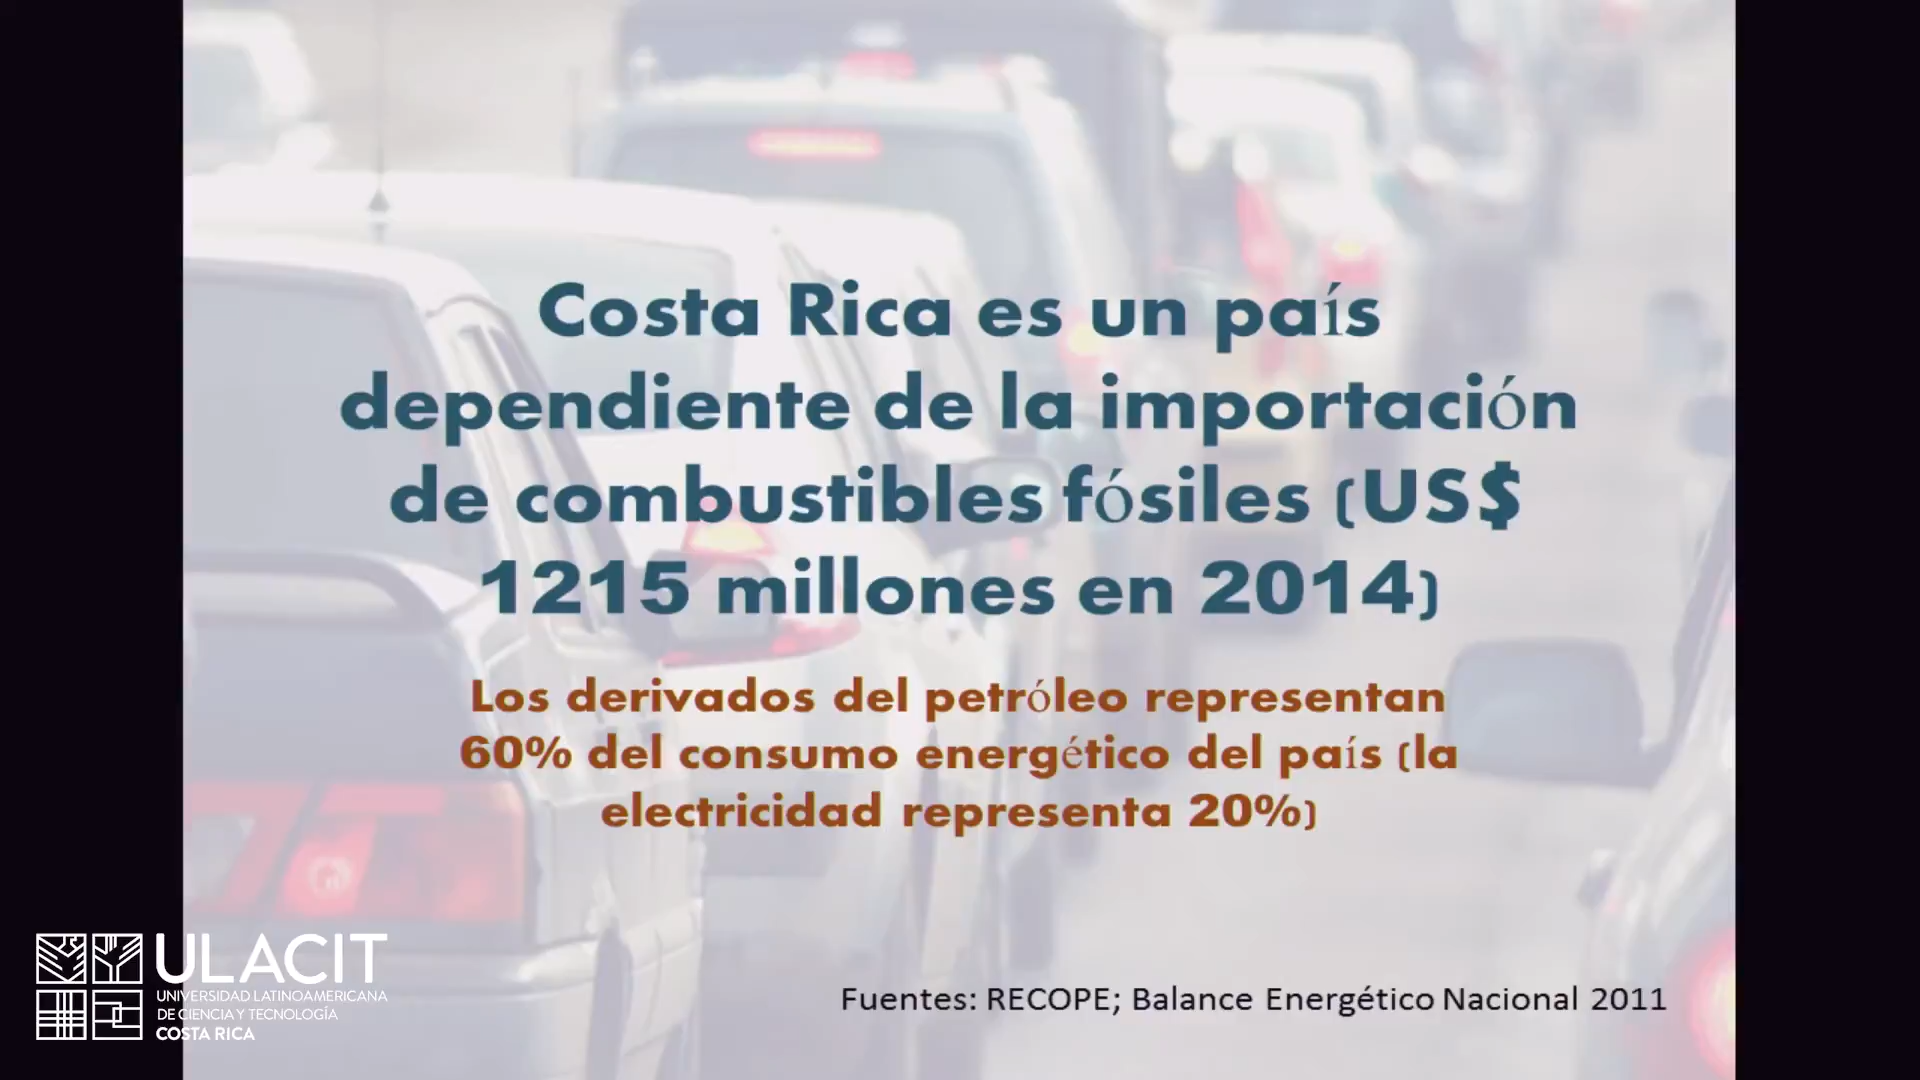 Costa Rica es un país
dependiente de la importación
de combustibles fósiles (US$
1215 millones en 2014)
Los derivados del petróleo representan
60% del consumo energético del país (la
electricidad representa 20%)
Fuentes: RECOPE; Balance Energético Nacional 2011
ULACIT
UNIVERSIDAD LATINOAMERICANA
DE CIENCIA Y TECNOLOGÍA
COSTA RICA